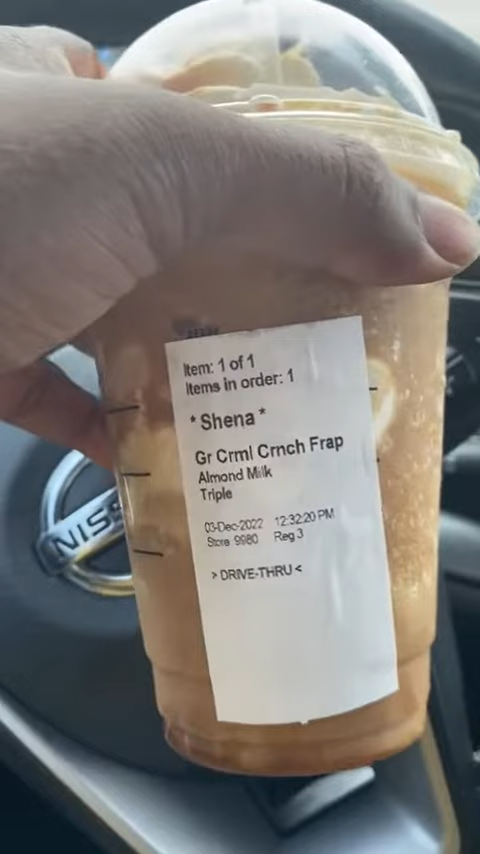 Item: 1 of 1
Items in order: 1
*Shena*
Gr Crml Crnch Frap
Almond Milk
Triple
03-Dec-2022 12:32:20 PM
Store 9980 Reg 3
>DRIVE-THRU<
NISS